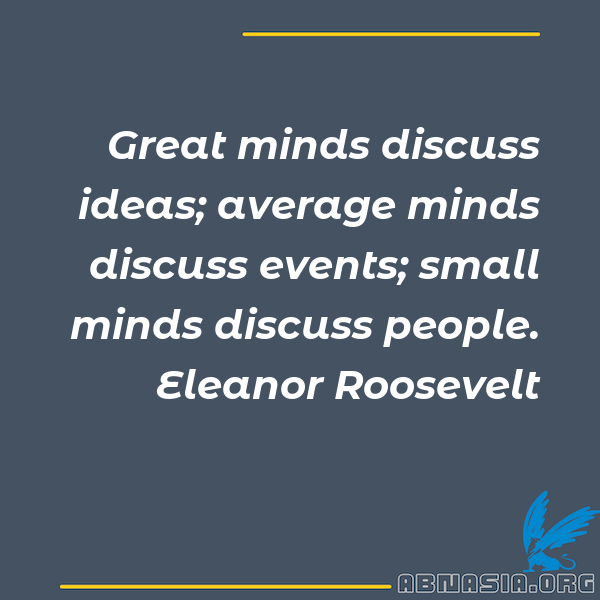 Great minds discuss
ideas; average minds
discuss events; small
minds discuss people.
Eleanor Roosevelt
ABNASIA.ORG